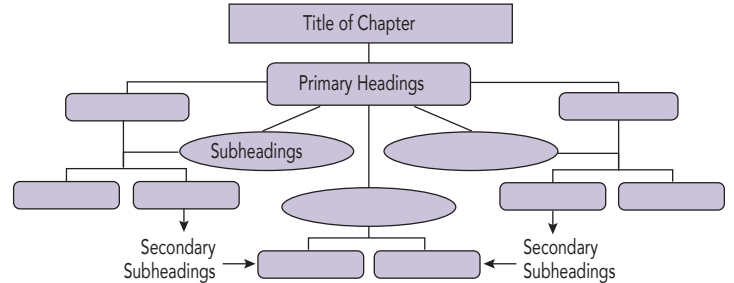 Title of Chapter
Primary Headings
Subheadings
Secondary
Subheadings
Secondary
Subheadings